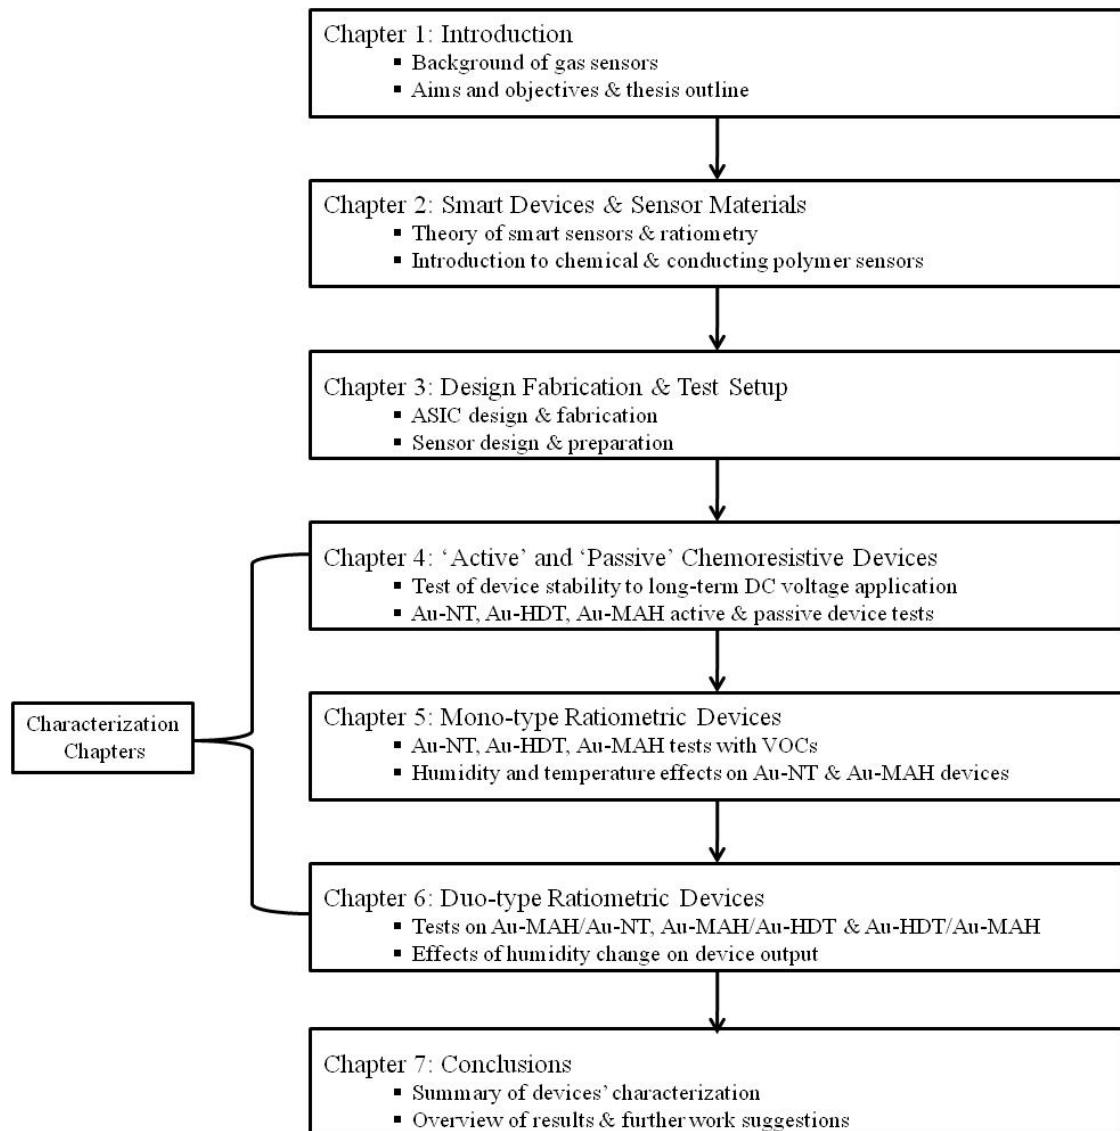 Chapter 1: Introduction
▪ Background of gas sensors
▪ Aims and objectives & thesis outline
Chapter 2: Smart Devices & Sensor Materials
▪ Theory of smart sensors & ratiometry
▪ Introduction to chemical & conducting polymer sensors
Chapter 3: Design Fabrication & Test Setup
▪ ASIC design & fabrication
▪ Sensor design & preparation
Chapter 4: ‘Active’ and ‘Passive’ Chemoresistive Devices
▪ Test of device stability to long-term DC voltage application
▪ Au-NT, Au-HDT, Au-MAH active & passive device tests
Characterization
Chapters
Chapter 5: Mono-type Ratiometric Devices
▪ Au-NT, Au-HDT, Au-MAH tests with VOCs
▪ Humidity and temperature effects on Au-NT & Au-MAH devices
Chapter 6: Duo-type Ratiometric Devices
▪ Tests on Au-MAH/Au-NT, Au-MAH/Au-HDT & Au-HDT/Au-MAH
▪ Effects of humidity change on device output
Chapter 7: Conclusions
▪ Summary of devices’ characterization
▪ Overview of results & further work suggestions